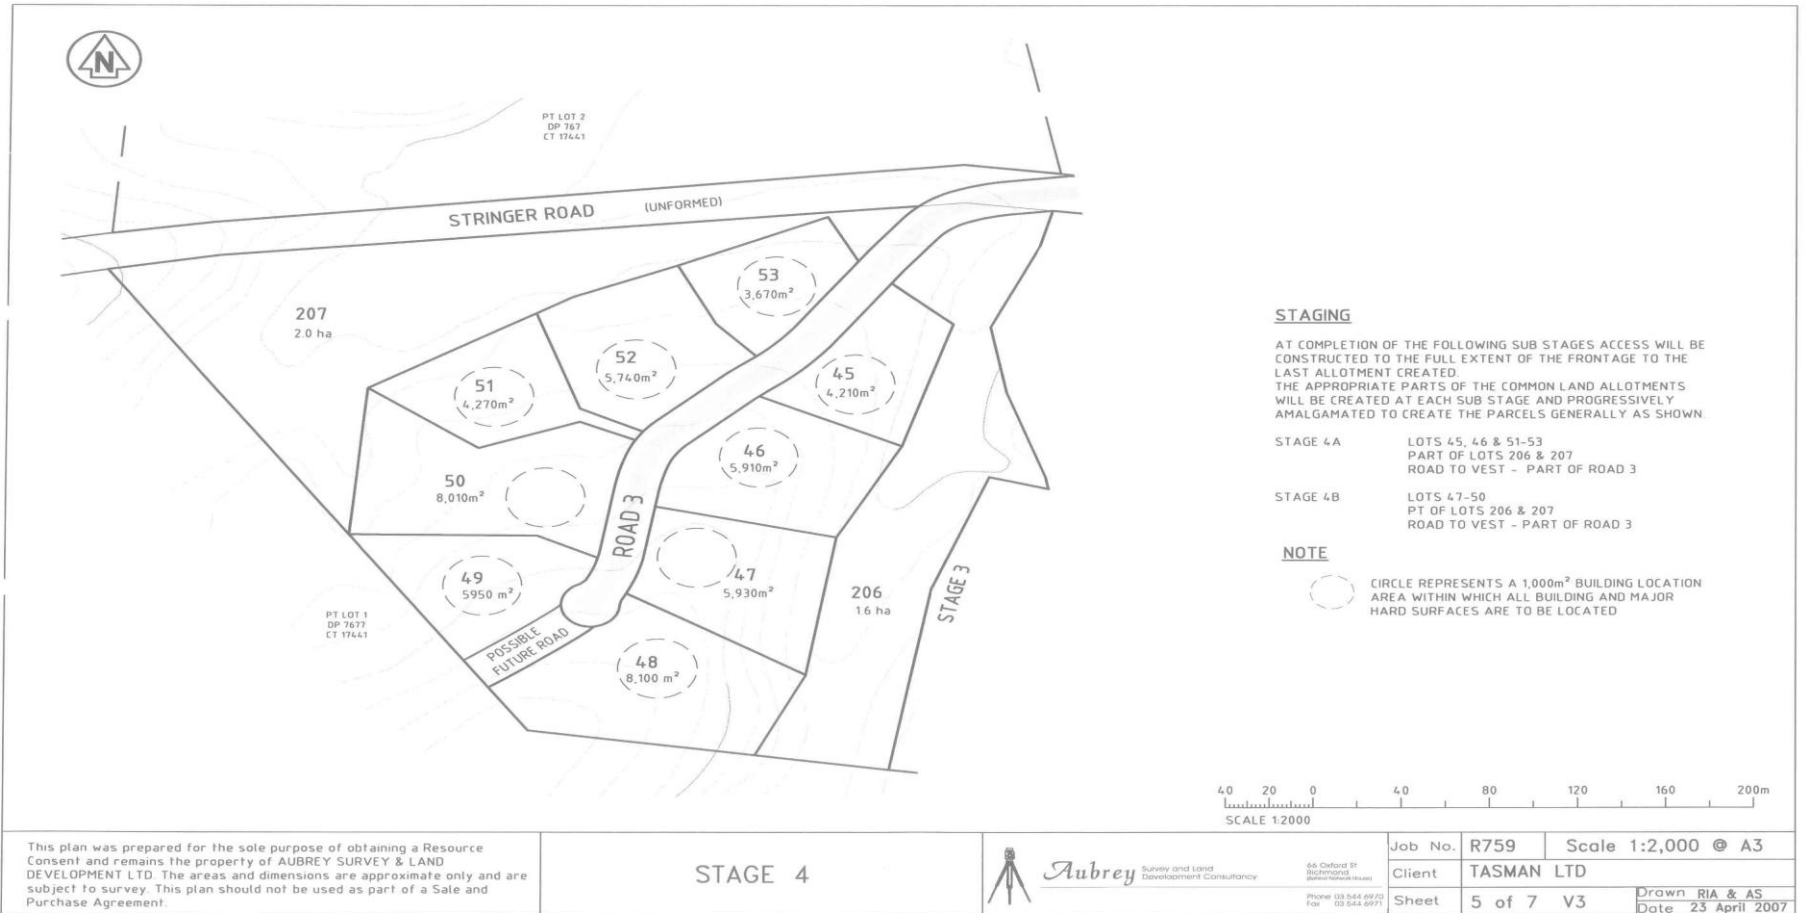 N
PT LOT 2
DP 767
CT 17441
STRINGER ROAD (UNFORMED)
207
2.0 ha
53
3,670m²
52
5,740m²
51
4,270m²
45
4,210m²
46
5,910m²
50
8,010m²
ROAD 3
49
5950 m²
47
5,930m²
206
1.6 ha
STAGE 3
PT LOT 1
DP 7677
CT 17441
POSSIBLE
FUTURE ROAD
48
8,100 m²
STAGING
AT COMPLETION OF THE FOLLOWING SUB STAGES ACCESS WILL BE
CONSTRUCTED TO THE FULL EXTENT OF THE FRONTAGE TO THE
LAST ALLOTMENT CREATED.
THE APPROPRIATE PARTS OF THE COMMON LAND ALLOTMENTS
WILL BE CREATED AT EACH SUB STAGE AND PROGRESSIVELY
AMALGAMATED TO CREATE THE PARCELS GENERALLY AS SHOWN.
STAGE 4A LOTS 45, 46 & 51-53
PART OF LOTS 206 & 207
ROAD TO VEST - PART OF ROAD 3
STAGE 4B LOTS 47-50
PT OF LOTS 206 & 207
ROAD TO VEST - PART OF ROAD 3
NOTE
CIRCLE REPRESENTS A 1,000m² BUILDING LOCATION
AREA WITHIN WHICH ALL BUILDING AND MAJOR
HARD SURFACES ARE TO BE LOCATED
40 20 0 40 80 120 160 200m
SCALE 1:2000
This plan was prepared for the sole purpose of obtaining a Resource
Consent and remains the property of AUBREY SURVEY & LAND
DEVELOPMENT LTD. The areas and dimensions are approximate only and are
subject to survey. This plan should not be used as part of a Sale and
Purchase Agreement.
STAGE 4
Aubrey Survey and Land
Development Consultancy
66 Oxford St
Richmond
Phone 03 544 6970
Fax 03 544 6971
Job No. R759 Scale 1:2,000 @ A3
Client TASMAN LTD
Sheet 5 of 7 V3
Drawn RIA & AS
Date 23 April 2007